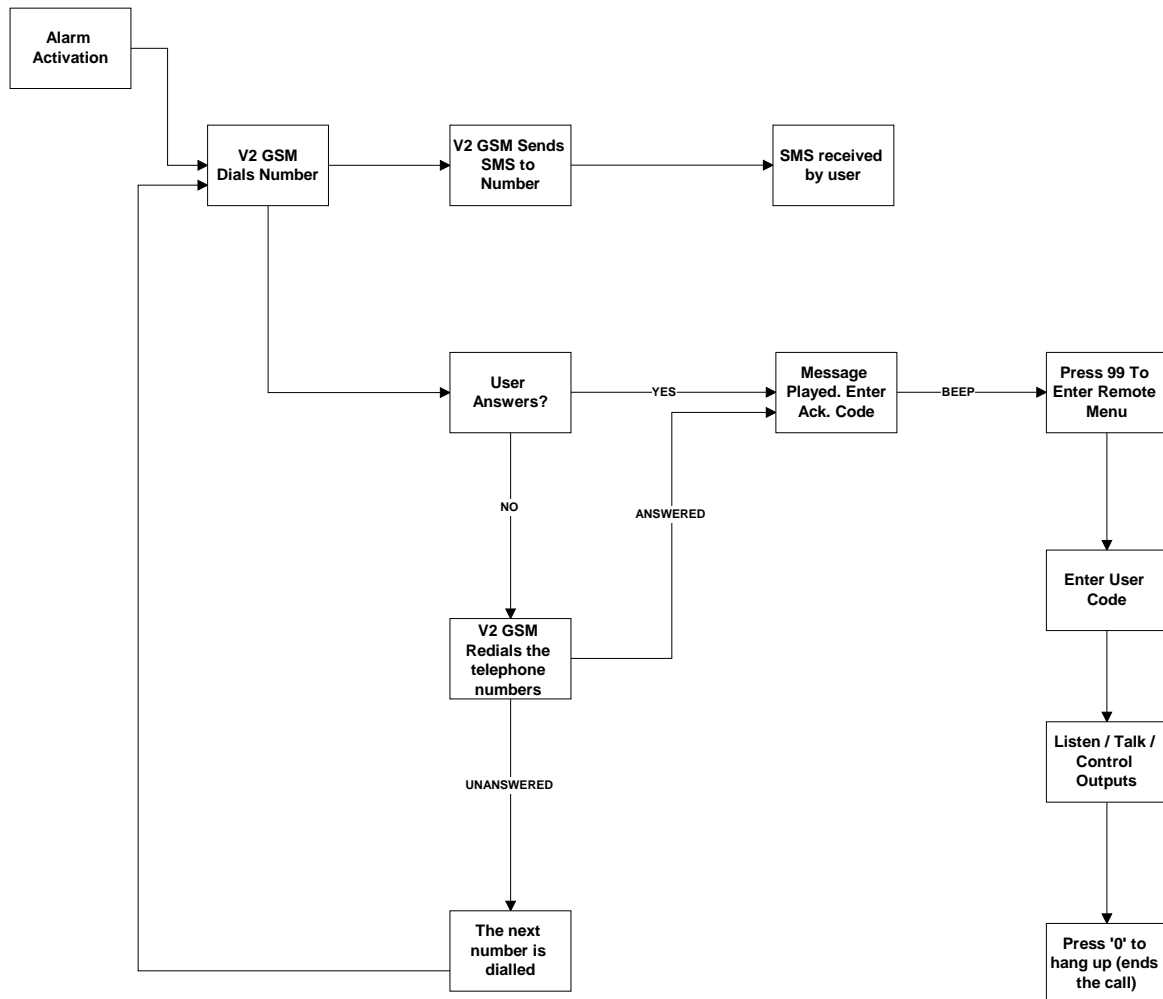 Alarm
Activation
V2 GSM
Dials Number
V2 GSM Sends
SMS to
Number
SMS received
by user
User
Answers?
YES
Message
Played. Enter
Ack. Code
BEEP
Press 99 To
Enter Remote
Menu
NO
ANSWERED
Enter User
Code
V2 GSM
Redials the
telephone
numbers
Listen / Talk /
Control
Outputs
UNANSWERED
The next
number is
dialled
Press '0' to
hang up (ends
the call)